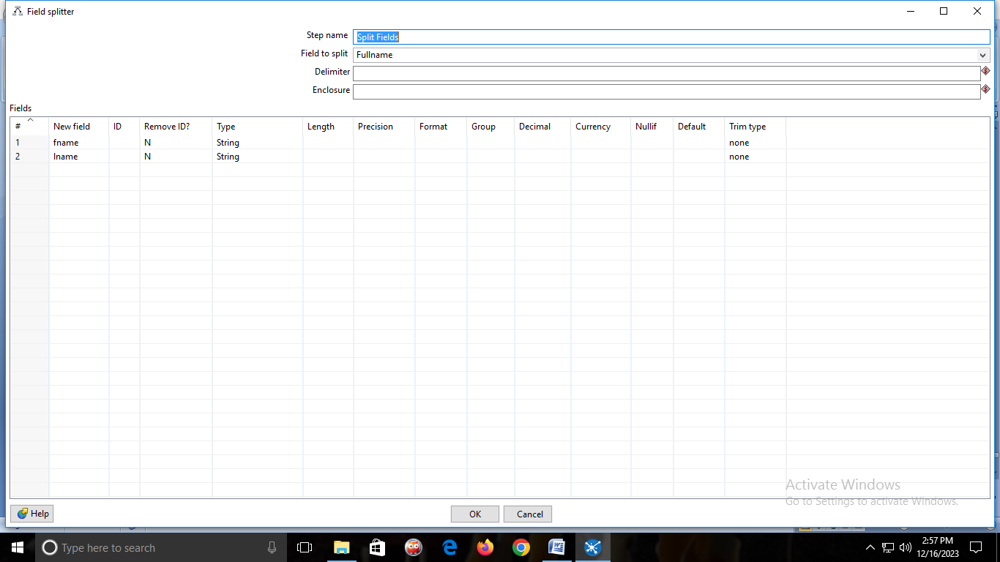 Field splitter
Step name Split Fields
Field to split Fullname
Delimiter
Enclosure
Fields
# New field ID Remove ID? Type Length Precision Format Group Decimal Currency Nullif Default Trim type
1 fname N String none
2 lname N String none
Activate Windows
Go to Settings to activate Windows.
Help OK Cancel
Type here to search
2:57 PM
12/16/2023